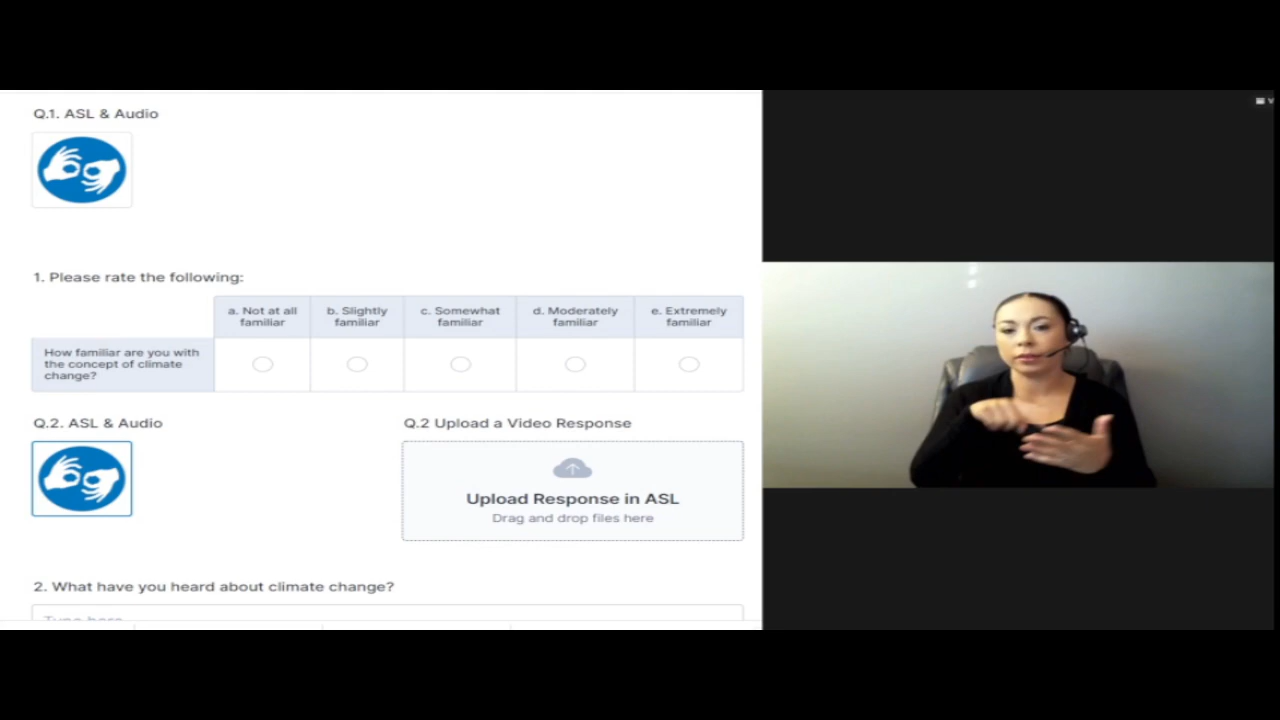 Q.1. ASL & Audio
1. Please rate the following:
a. Not at all familiar
b. Slightly familiar
c. Somewhat familiar
d. Moderately familiar
e. Extremely familiar
How familiar are you with
the concept of climate
change?
Q.2. ASL & Audio
Q.2 Upload a Video Response
Upload Response in ASL
Drag and drop files here
2. What have you heard about climate change?
Type here